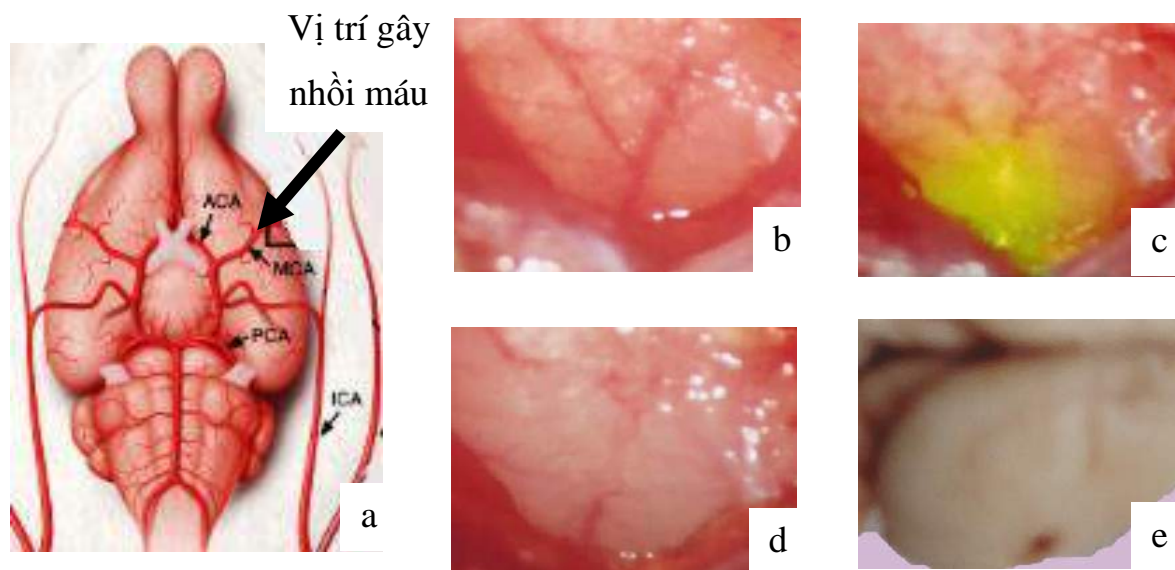 Vị trí gây
nhồi máu
ACA
MCA
PCA
ICA
a
b
c
d
e